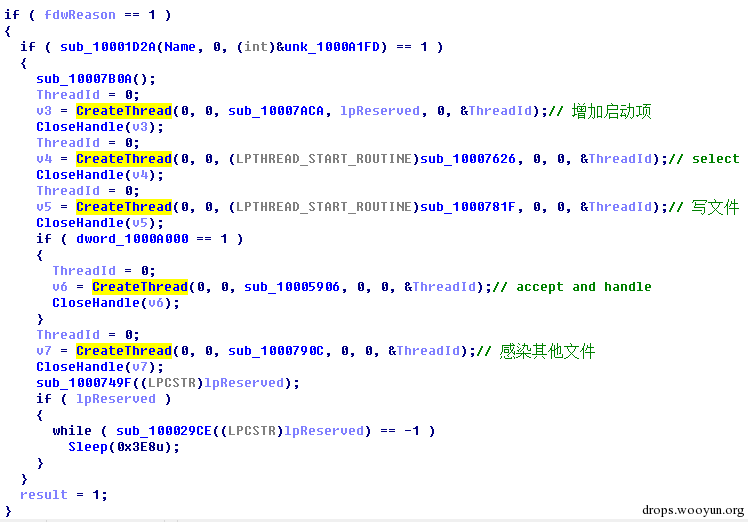 if ( fdwReason == 1 )
{
if ( sub_10001D2A(Name, 0, (int)&unk_1000A1FD) == 1 )
{
sub_10007B0A();
ThreadId = 0;
v3 = CreateThread(0, 0, sub_10007ACA, lpReserved, 0, &ThreadId);// 增加启动项
CloseHandle(v3);
ThreadId = 0;
v4 = CreateThread(0, 0, (LPTHREAD_START_ROUTINE)sub_10007626, 0, 0, &ThreadId);// select
CloseHandle(v4);
ThreadId = 0;
v5 = CreateThread(0, 0, (LPTHREAD_START_ROUTINE)sub_1000781F, 0, 0, &ThreadId);// 写文件
CloseHandle(v5);
if ( dword_1000A000 == 1 )
{
ThreadId = 0;
v6 = CreateThread(0, 0, sub_10005906, 0, 0, &ThreadId);// accept and handle
CloseHandle(v6);
}
ThreadId = 0;
v7 = CreateThread(0, 0, sub_1000790C, 0, 0, &ThreadId);// 感染其他文件
CloseHandle(v7);
sub_1000749F((LPCSTR)lpReserved);
if ( lpReserved )
{
while ( sub_100029CE((LPCSTR)lpReserved) == -1 )
Sleep(0x3E8u);
}
}
result = 1;
}
drops.wooyun.org